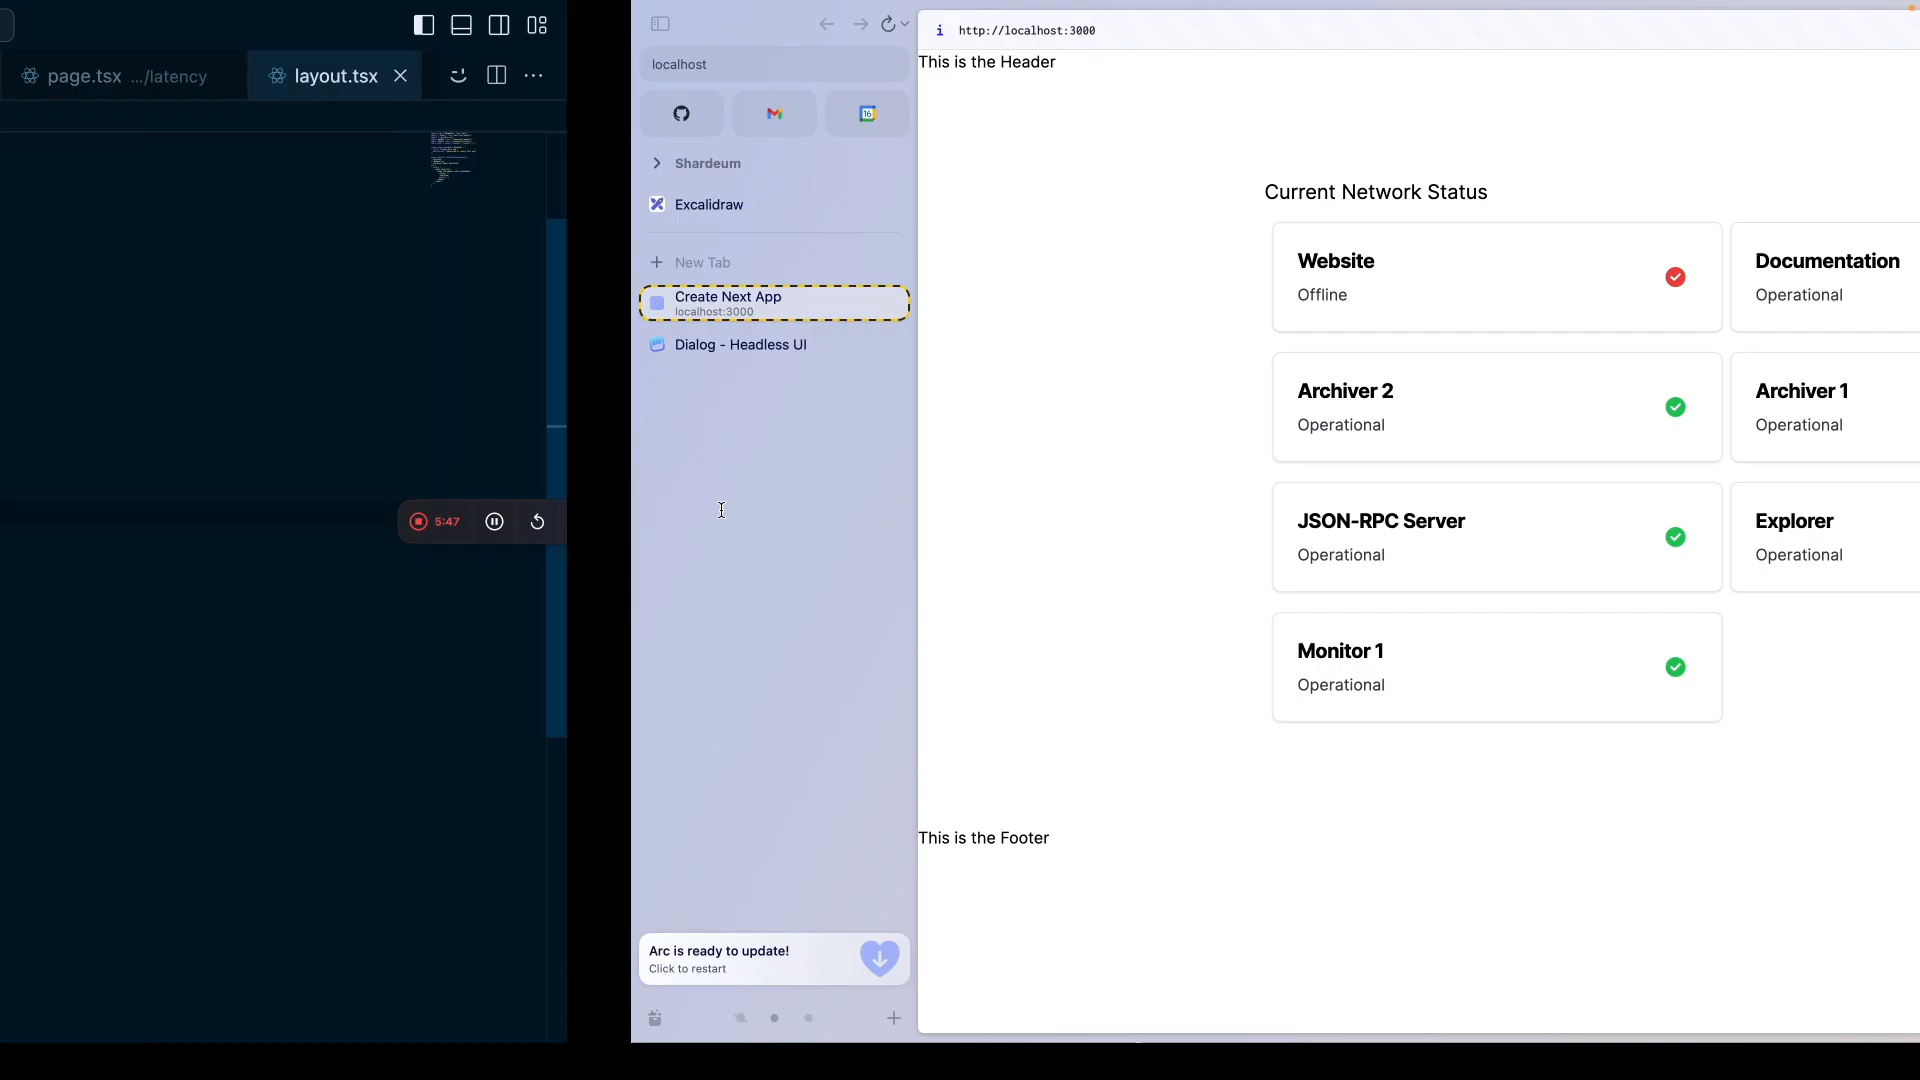 page.tsx .../latency
layout.tsx
5:47
localhost
16
Shardeum
Excalidraw
New Tab
Create Next App
localhost:3000
Dialog - Headless UI
Arc is ready to update!
Click to restart
i http://localhost:3000
This is the Header
Current Network Status
Website
Offline
Documentation
Operational
Archiver 2
Operational
Archiver 1
Operational
JSON-RPC Server
Operational
Explorer
Operational
Monitor 1
Operational
This is the Footer